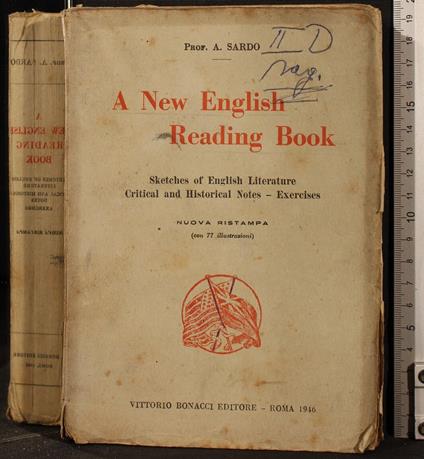 Prof. A. SARDO
II D
rag.
A New English
Reading Book
Sketches of English Literature
Critical and Historical Notes – Exercises
NUOVA RISTAMPA
(con 77 illustrazioni)
VITTORIO BONACCI EDITORE – ROMA 1946